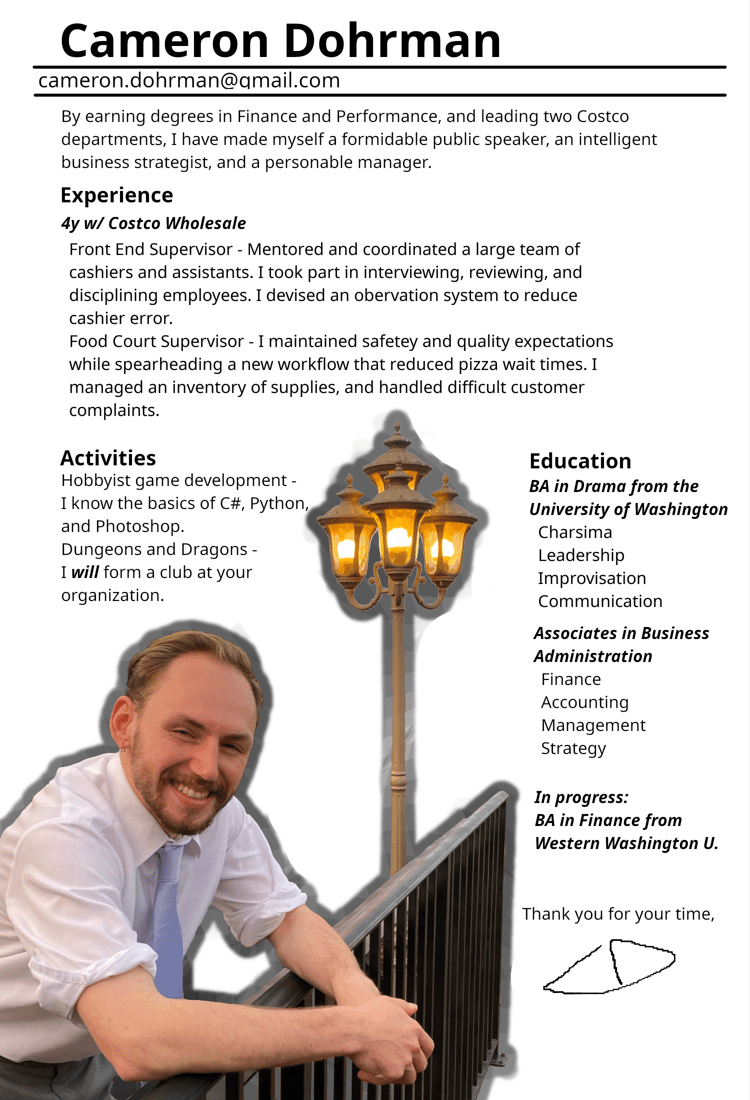 Cameron Dohrman
cameron.dohrman@gmail.com
By earning degrees in Finance and Performance, and leading two Costco
departments, I have made myself a formidable public speaker, an intelligent
business strategist, and a personable manager.
Experience
4y w/ Costco Wholesale
Front End Supervisor - Mentored and coordinated a large team of
cashiers and assistants. I took part in interviewing, reviewing, and
disciplining employees. I devised an obervation system to reduce
cashier error.
Food Court Supervisor - I maintained safetey and quality expectations
while spearheading a new workflow that reduced pizza wait times. I
managed an inventory of supplies, and handled difficult customer
complaints.
Activities
Hobbyist game development -
I know the basics of C#, Python,
and Photoshop.
Dungeons and Dragons -
I will form a club at your
organization.
Education
BA in Drama from the
University of Washington
Charsima
Leadership
Improvisation
Communication
Associates in Business
Administration
Finance
Accounting
Management
Strategy
In progress:
BA in Finance from
Western Washington U.
Thank you for your time,